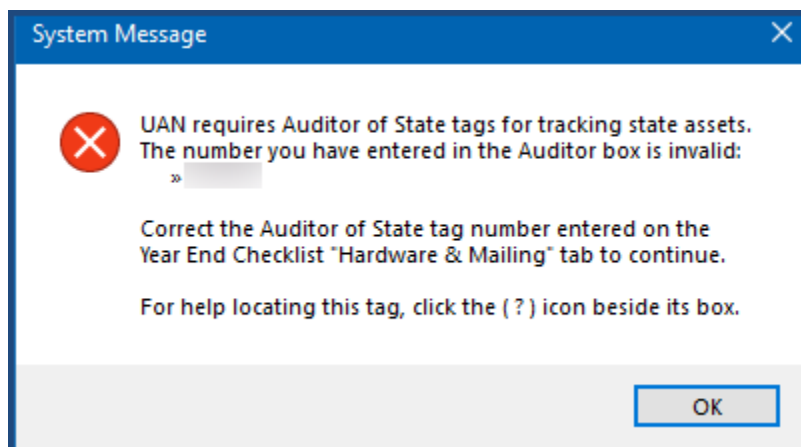 System Message
UAN requires Auditor of State tags for tracking state assets.
The number you have entered in the Auditor box is invalid:
»
Correct the Auditor of State tag number entered on the
Year End Checklist "Hardware & Mailing" tab to continue.
For help locating this tag, click the ( ? ) icon beside its box.
OK